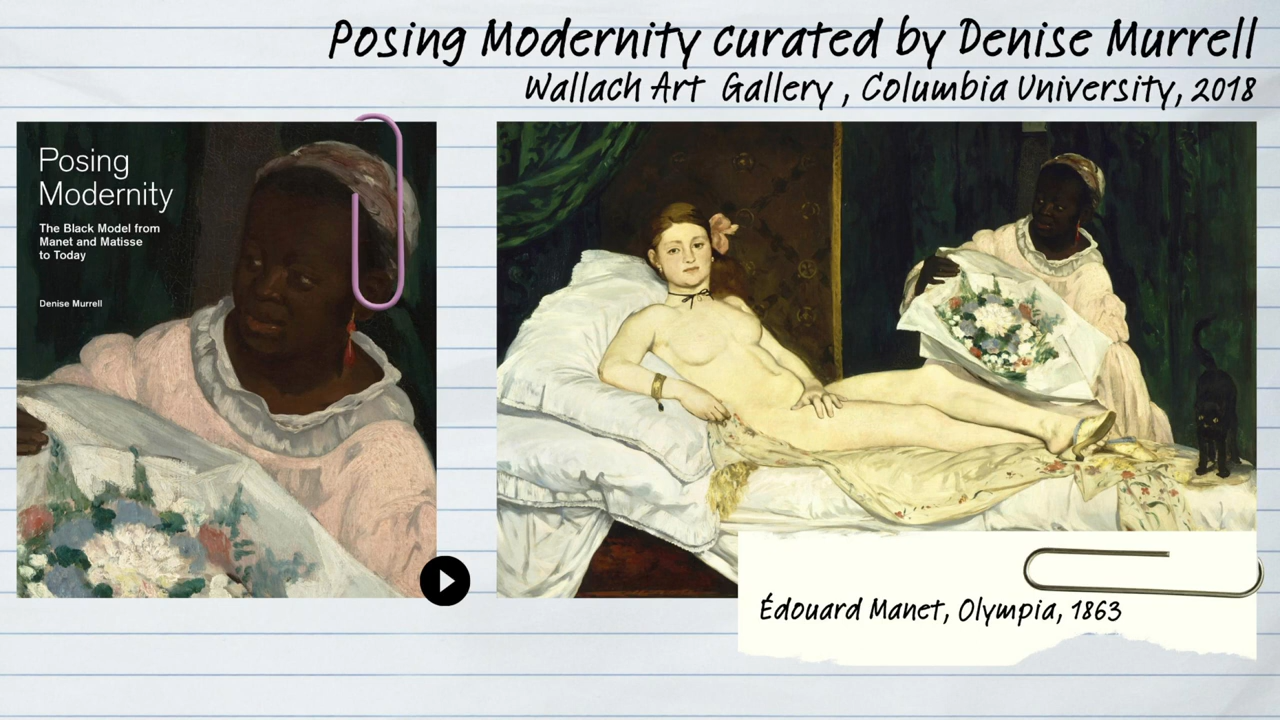 Posing Modernity curated by Denise Murrell
Wallach Art Gallery , Columbia University, 2018
Posing
Modernity
The Black Model from
Manet and Matisse
to Today
Denise Murrell
Édouard Manet, Olympia, 1863